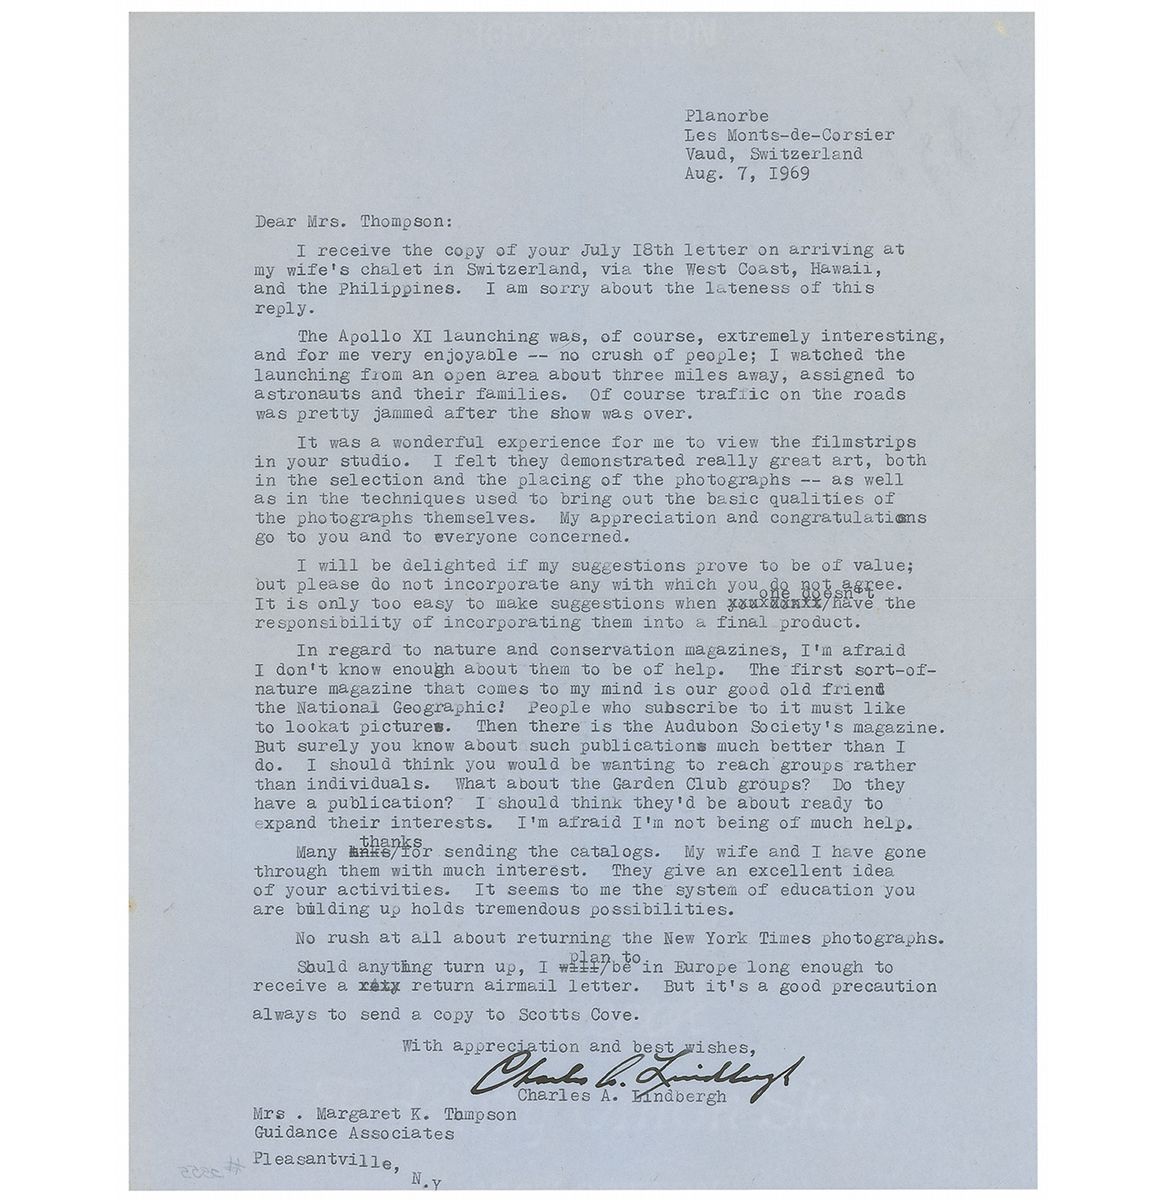 Planorbe
Les Monts-de-Corsier
Vaud, Switzerland
Aug. 7, I969
Dear Mrs. Thompson:
I receive the copy of your July I8th letter on arriving at
my wife's chalet in Switzerland, via the West Coast, Hawaii,
and the Philippines. I am sorry about the lateness of this
reply.
The Apollo XI launching was, of course, extremely interesting,
and for me very enjoyable -- no crush of people; I watched the
launching from an open area about three miles away, assigned to
astronauts and their families. Of course traffic on the roads
was pretty jammed after the show was over.
It was a wonderful experience for me to view the filmstrips
in your studio. I felt they demonstrated really great art, both
in the selection and the placing of the photographs -- as well
as in the techniques used to bring out the basic qualities of
the photographs themselves. My appreciation and congratulations
go to you and to everyone concerned.
I will be delighted if my suggestions prove to be of value;
but please do not incorporate any with which you do not agree.
one doesn't
It is only too easy to make suggestions when /have the
responsibility of incorporating them into a final product.
In regard to nature and conservation magazines, I'm afraid
I don't know enough about them to be of help. The first sort-of-
nature magazine that comes to my mind is our good old friend
the National Geographic! People who subscribe to it must like
to lookat pictures. Then there is the Audubon Society's magazine.
But surely you know about such publications much better than I
do. I should think you would be wanting to reach groups rather
than individuals. What about the Garden Club groups? Do they
have a publication? I should think they'd be about ready to
expand their interests. I'm afraid I'm not being of much help.
thanks
Many /for sending the catalogs. My wife and I have gone
through them with much interest. They give an excellent idea
of your activities. It seems to me the system of education you
are building up holds tremendous possibilities.
No rush at all about returning the New York Times photographs.
plan to
Should anything turn up, I will/be in Europe long enough to
receive a return airmail letter. But it's a good precaution
always to send a copy to Scotts Cove.
With appreciation and best wishes,
Charles A. Lindbergh
Charles A. Lindbergh
Mrs . Margaret K. Thompson
Guidance Associates
Pleasantville,
N.y
#2355